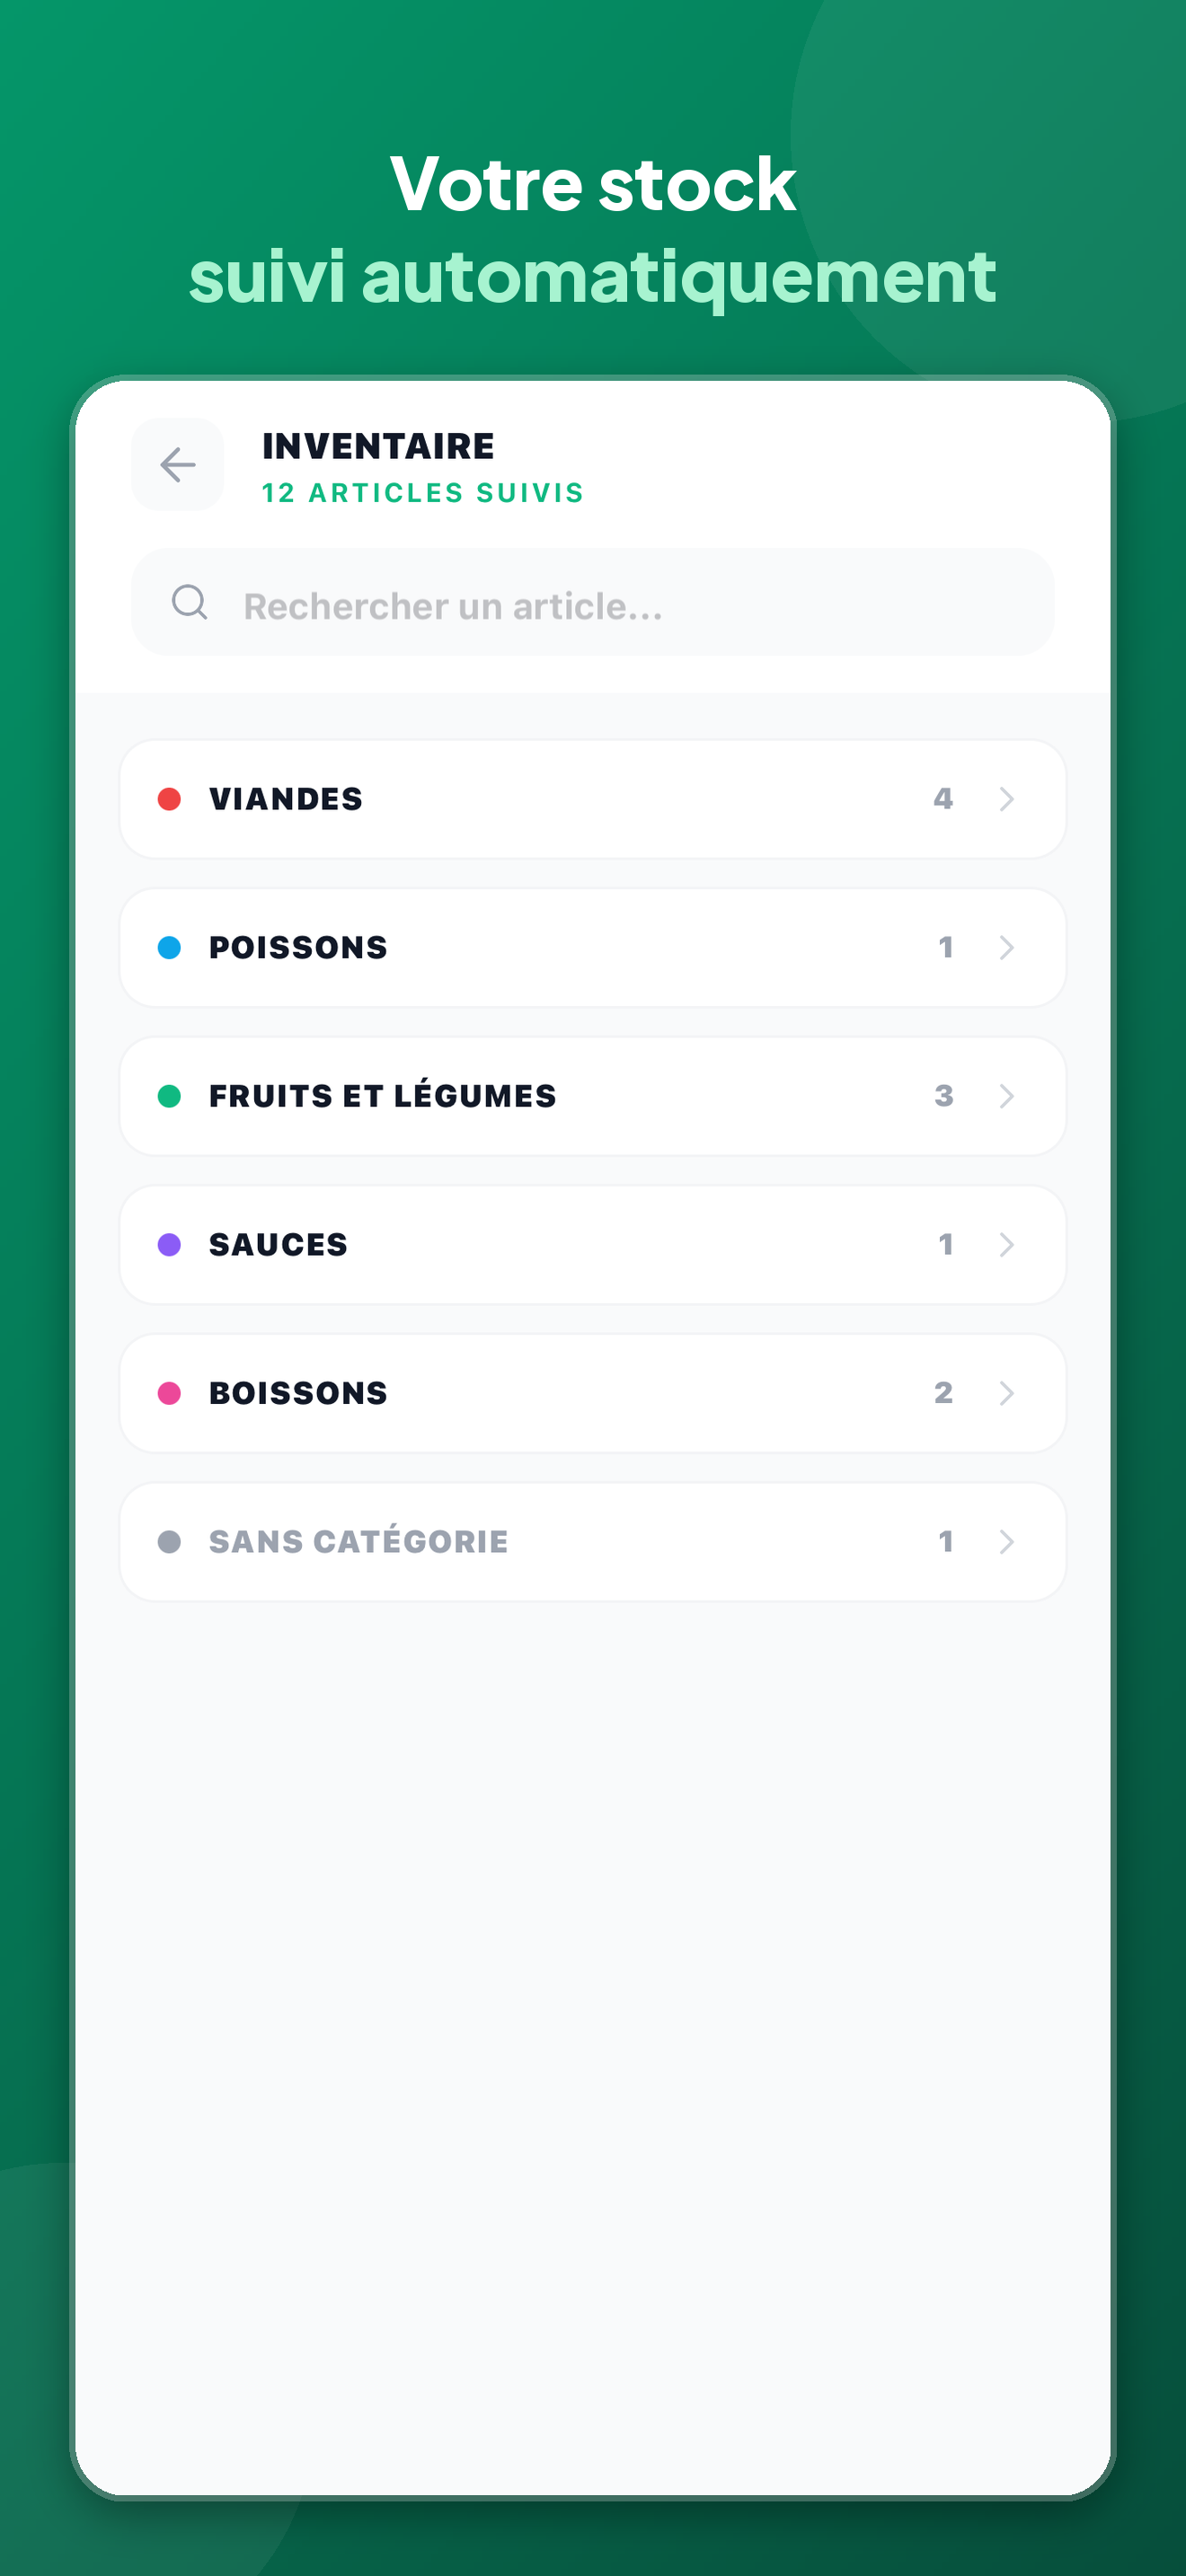 Votre stock
suivi automatiquement
INVENTAIRE
12 ARTICLES SUIVIS
Rechercher un article...
VIANDES 4
POISSONS 1
FRUITS ET LÉGUMES 3
SAUCES 1
BOISSONS 2
SANS CATÉGORIE 1